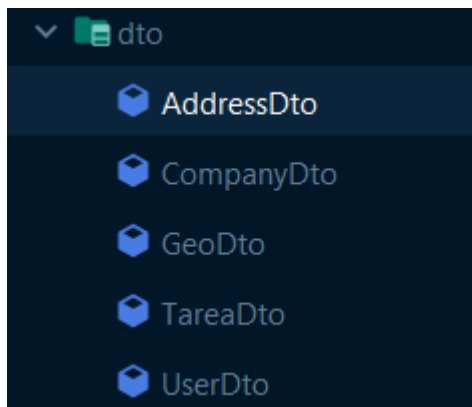 dto
AddressDto
CompanyDto
GeoDto
TareaDto
UserDto